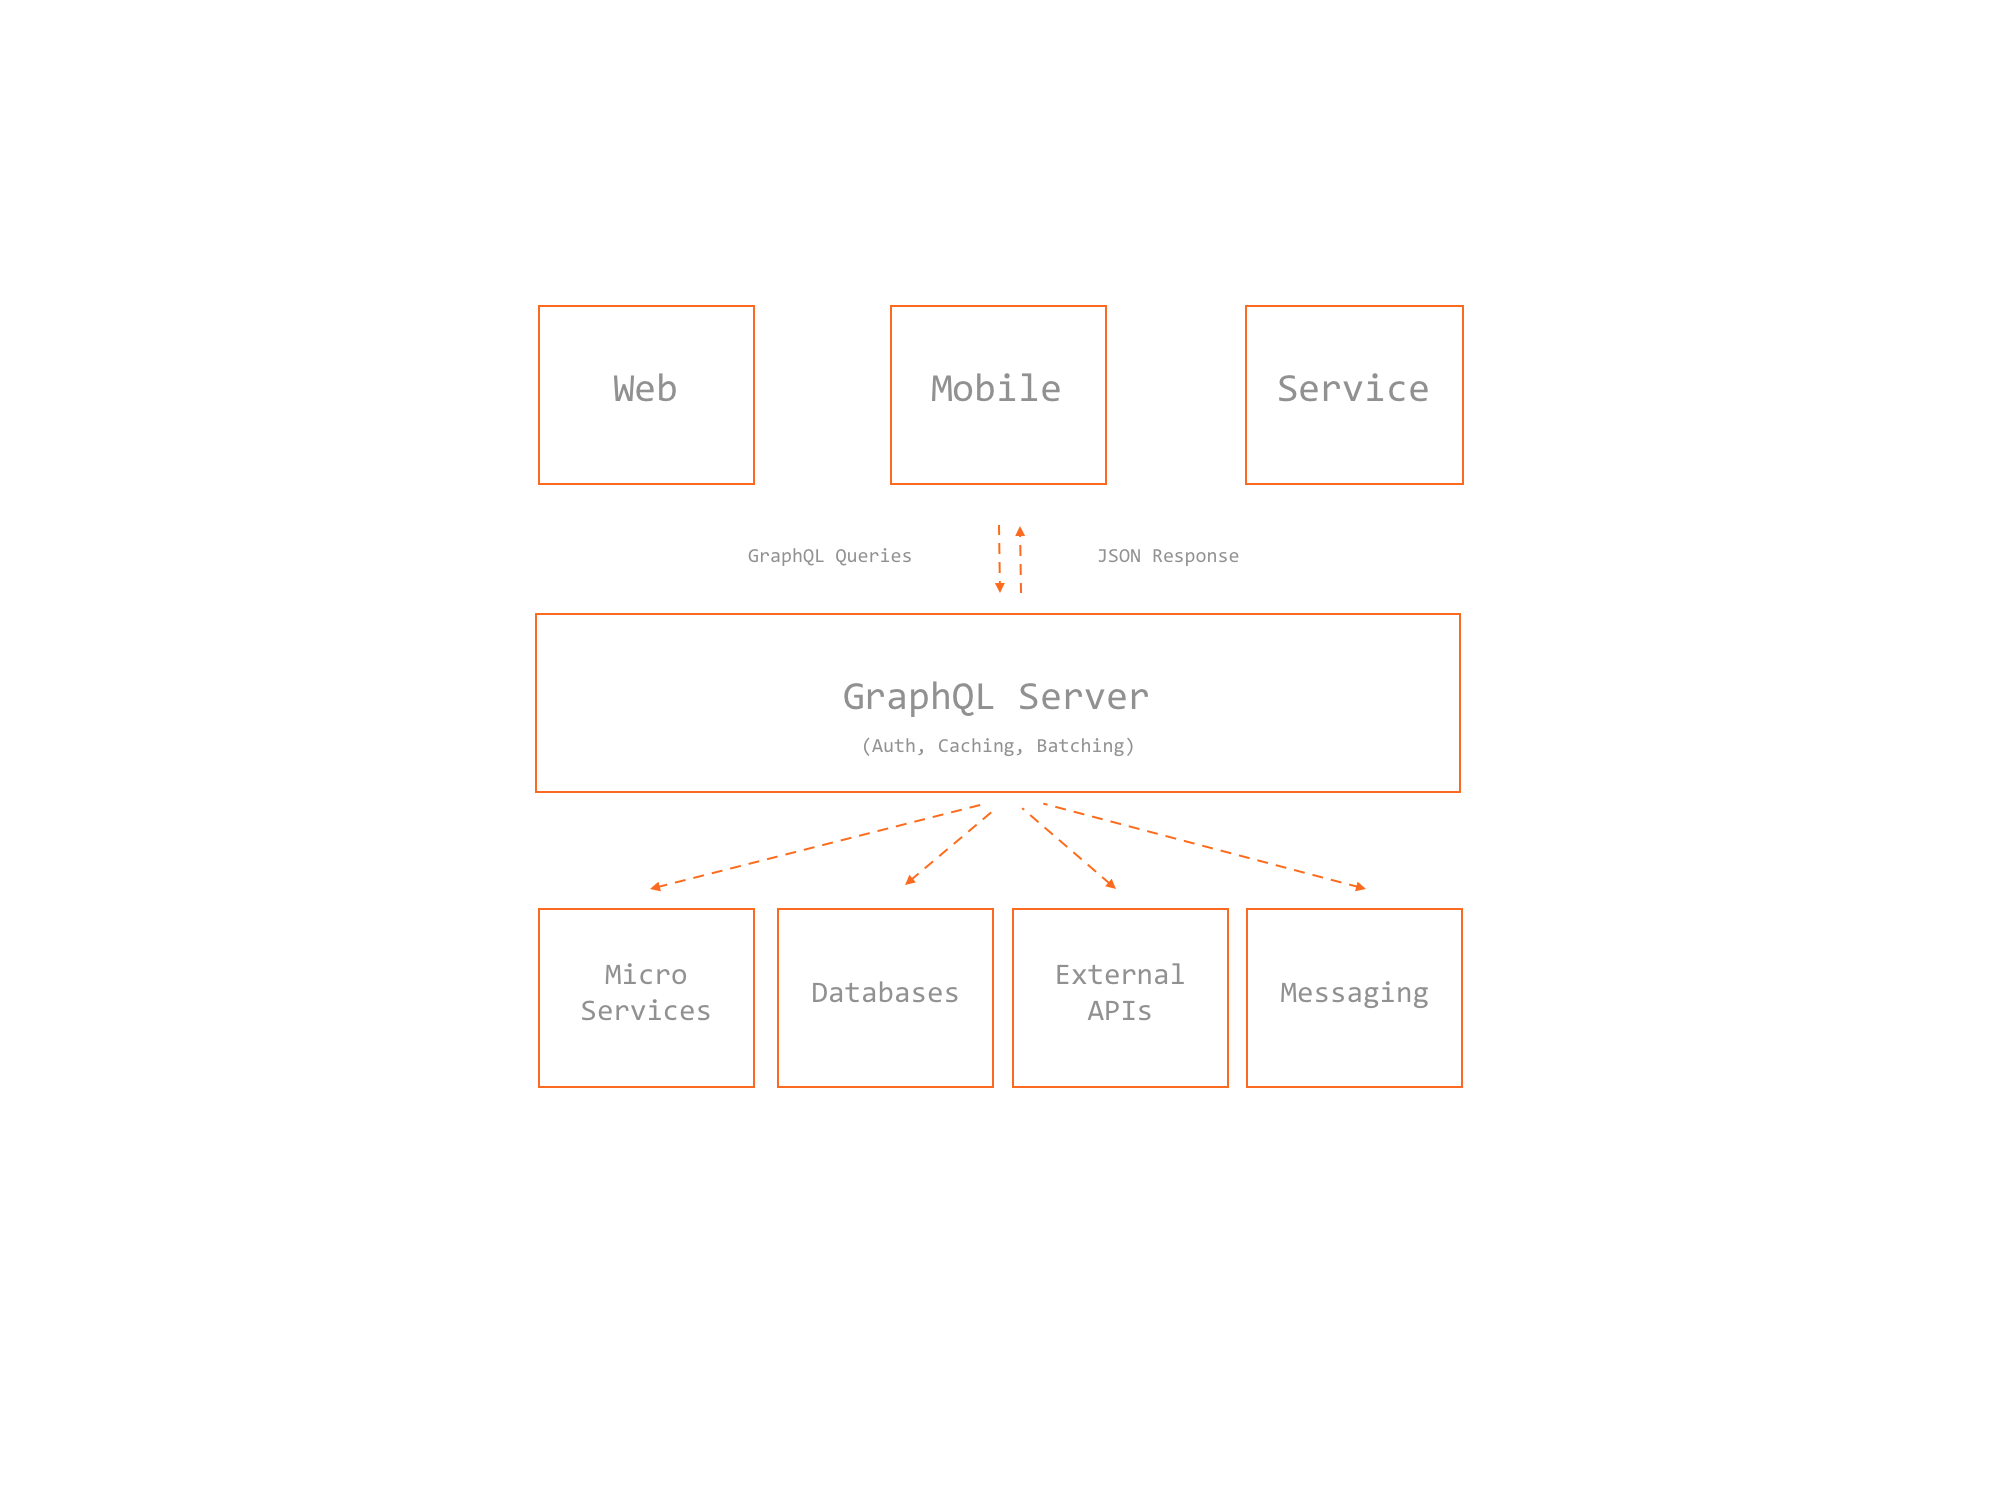 Web
Mobile
Service
GraphQL Queries
JSON Response
GraphQL Server
(Auth, Caching, Batching)
Micro
Services
Databases
External
APIs
Messaging